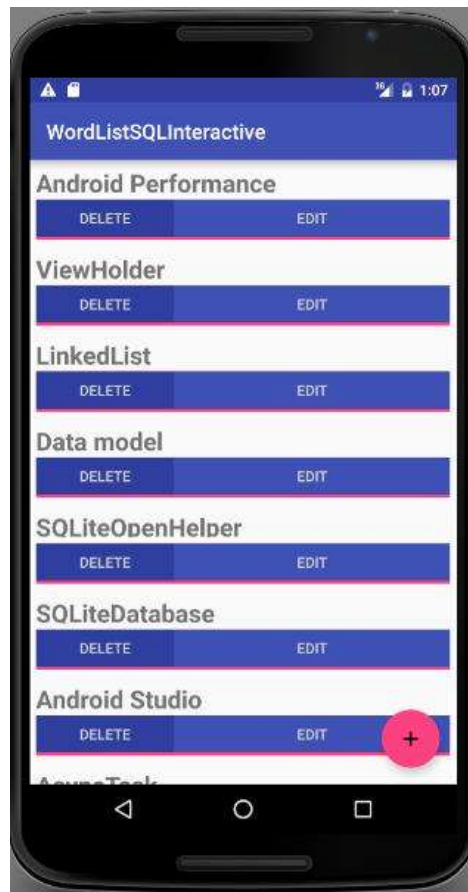 1:07
WordListSQLInteractive
Android Performance
DELETE EDIT
ViewHolder
DELETE EDIT
LinkedList
DELETE EDIT
Data model
DELETE EDIT
SQLiteOpenHelper
DELETE EDIT
SQLiteDatabase
DELETE EDIT
Android Studio
DELETE EDIT
+
AsyncTask